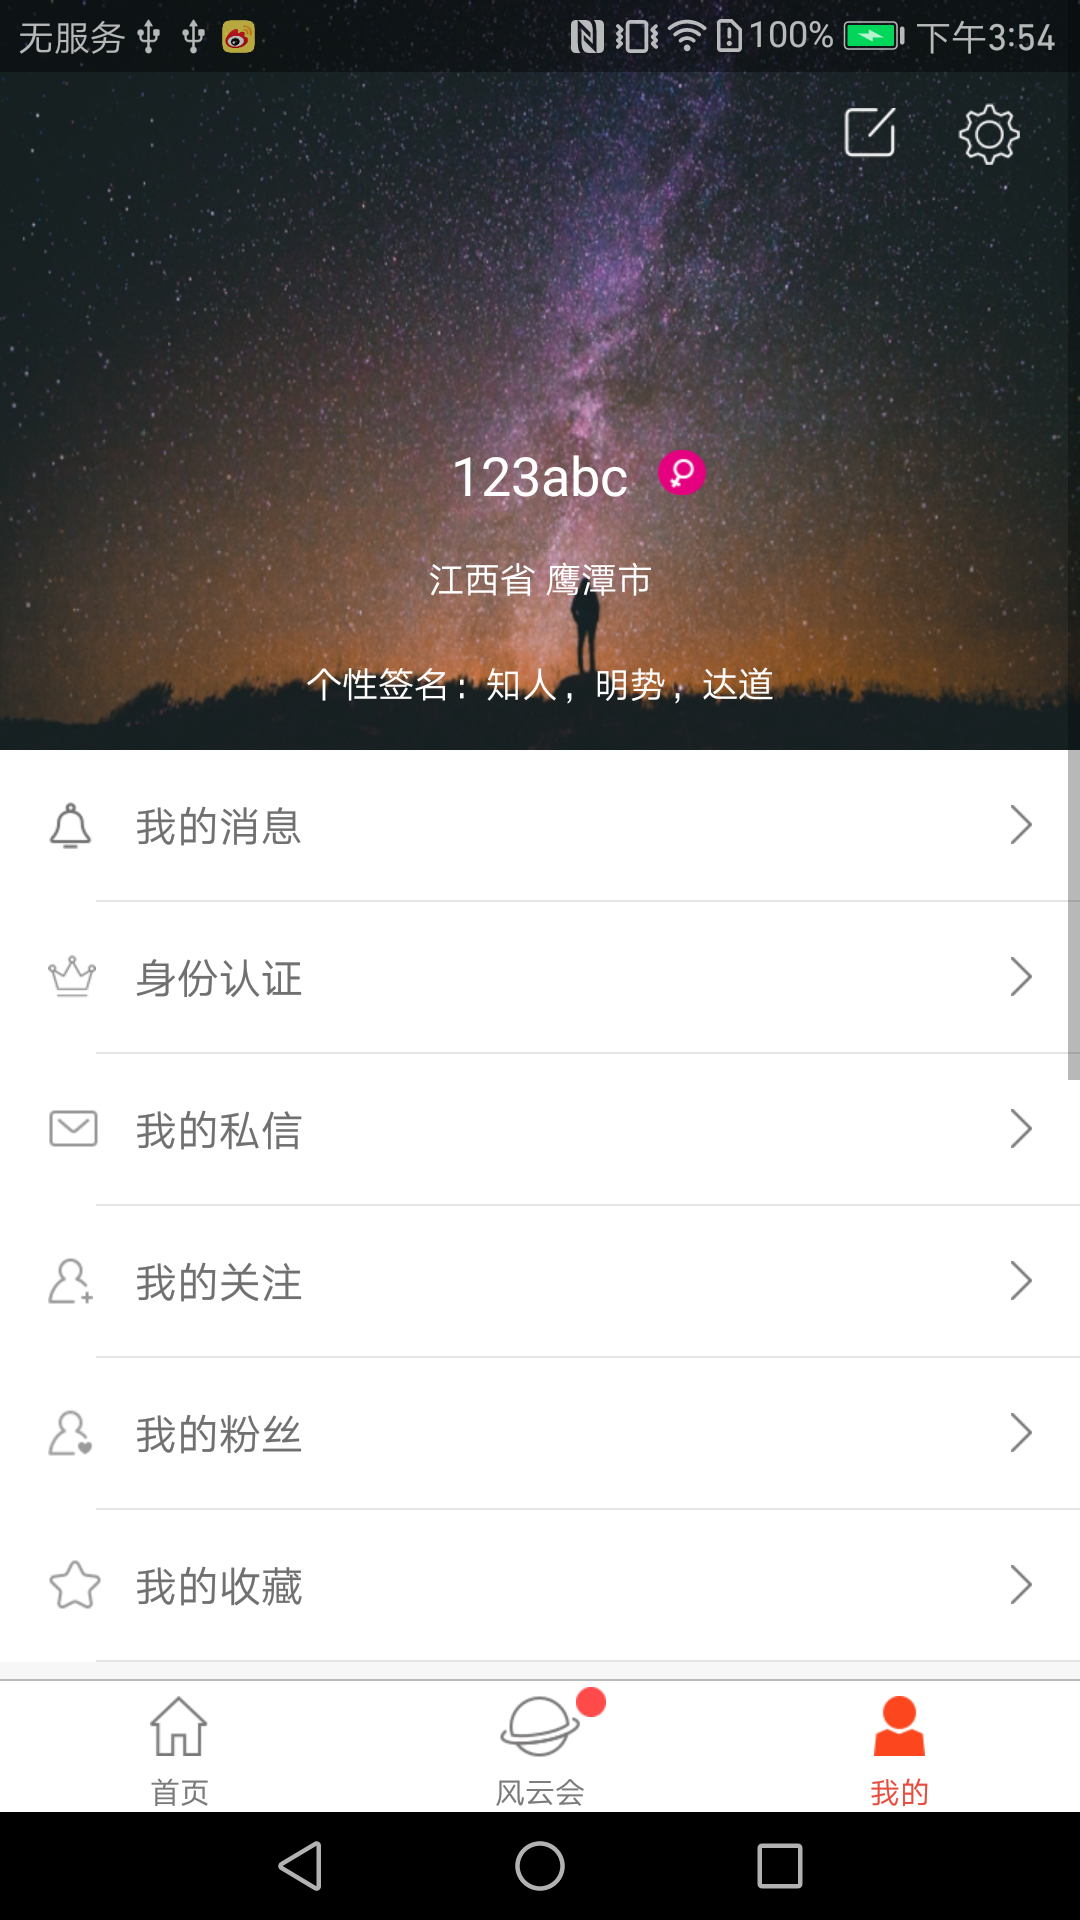 无服务 100% 下午3:54
123abc
江西省 鹰潭市
个性签名：知人，明势，达道
我的消息
身份认证
我的私信
我的关注
我的粉丝
我的收藏
首页 风云会 我的